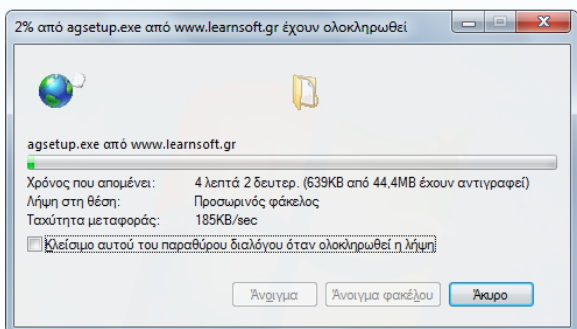 2% από agsetup.exe από www.learnsoft.gr έχουν ολοκληρωθεί
agsetup.exe από www.learnsoft.gr
Χρόνος που απομένει: 4 λεπτά 2 δευτερ. (639KB από 44,4MB έχουν αντιγραφεί)
Λήψη στη θέση: Προσωρινός φάκελος
Ταχύτητα μεταφοράς: 185KB/sec
Κλείσιμο αυτού του παραθύρου διαλόγου όταν ολοκληρωθεί η λήψη
Άνοιγμα Άνοιγμα φακέλου Άκυρο